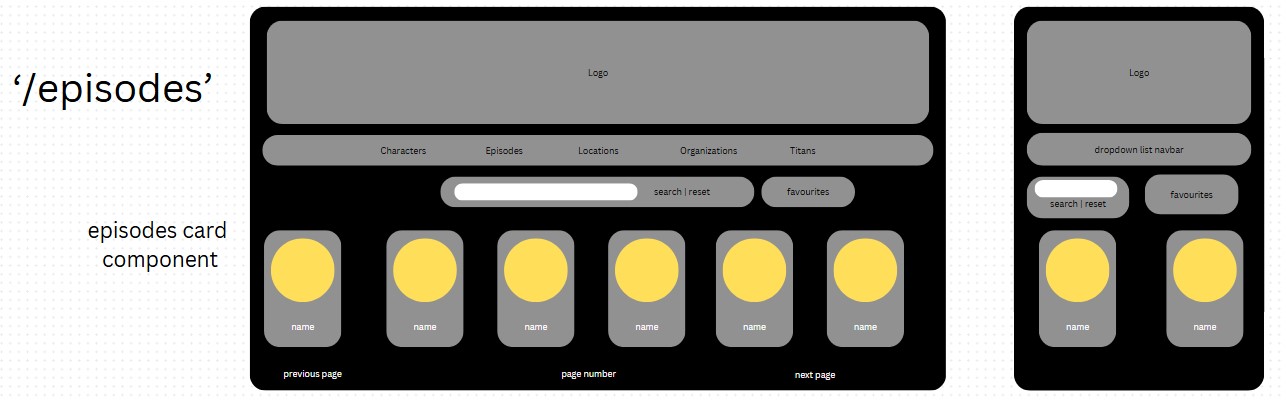 ‘/episodes’
episodes card
component
Logo
Characters Episodes Locations Organizations Titans
search | reset favourites
name name name name name name
previous page page number next page
Logo
dropdown list navbar
search | reset favourites
name name